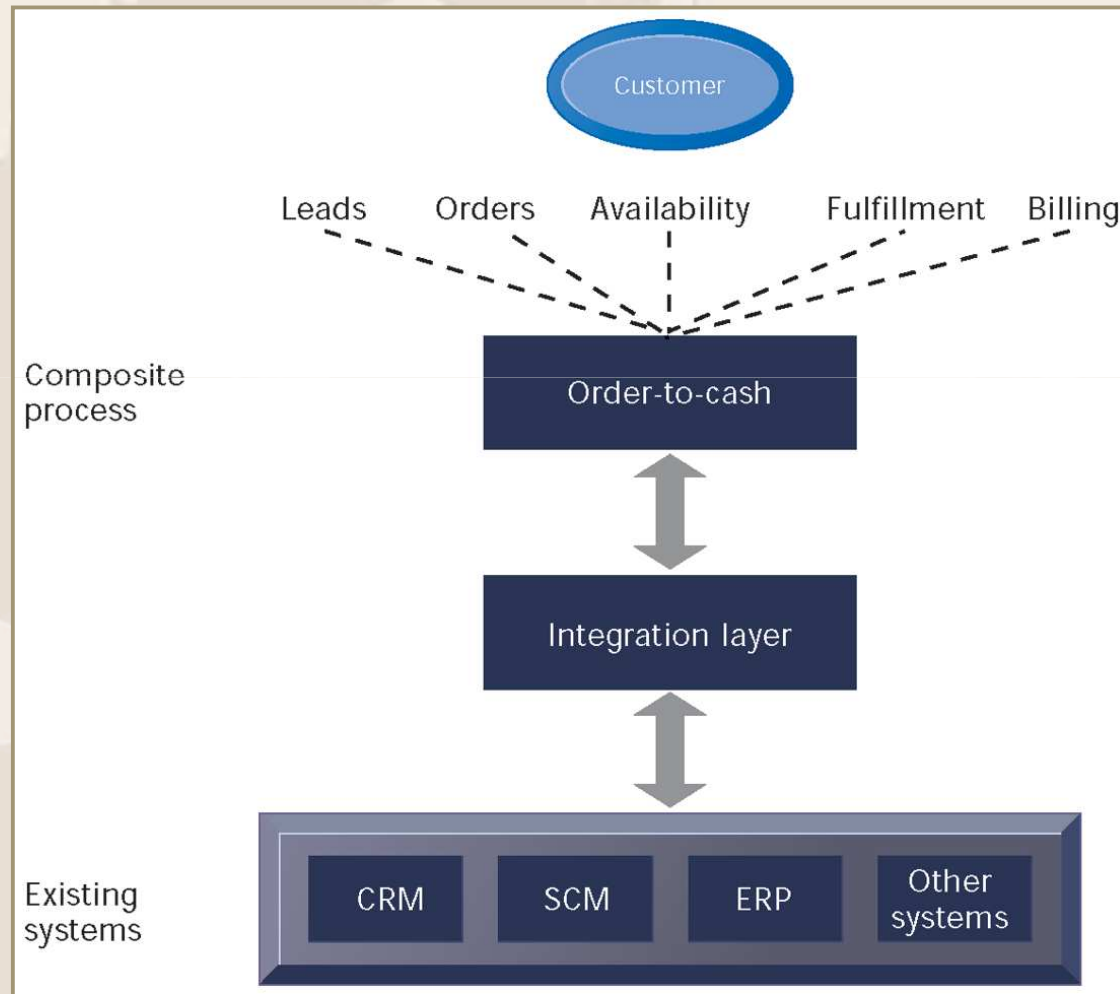 Customer
Leads Orders Availability Fulfillment Billing
Composite
process
Order-to-cash
Integration layer
Existing
systems
CRM SCM ERP Other
systems